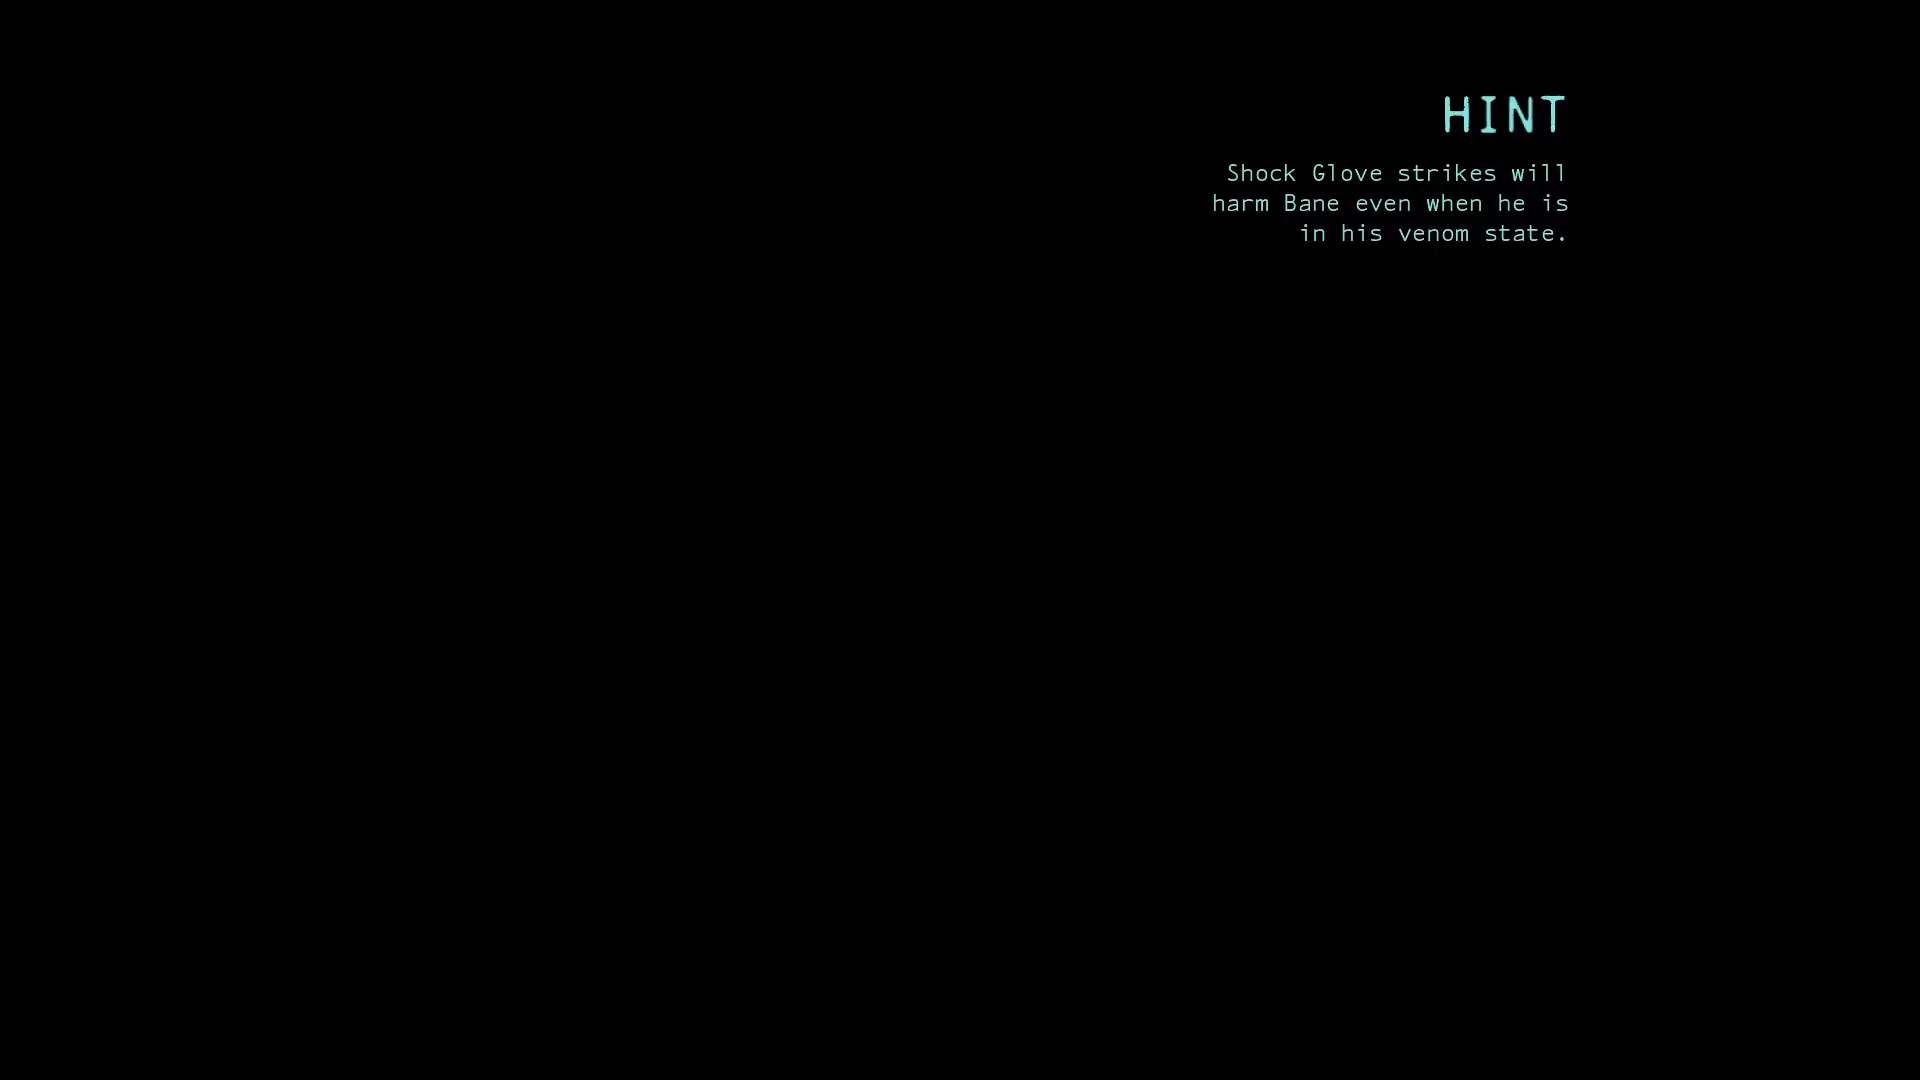 HINT
Shock Glove strikes will
harm Bane even when he is
in his venom state.